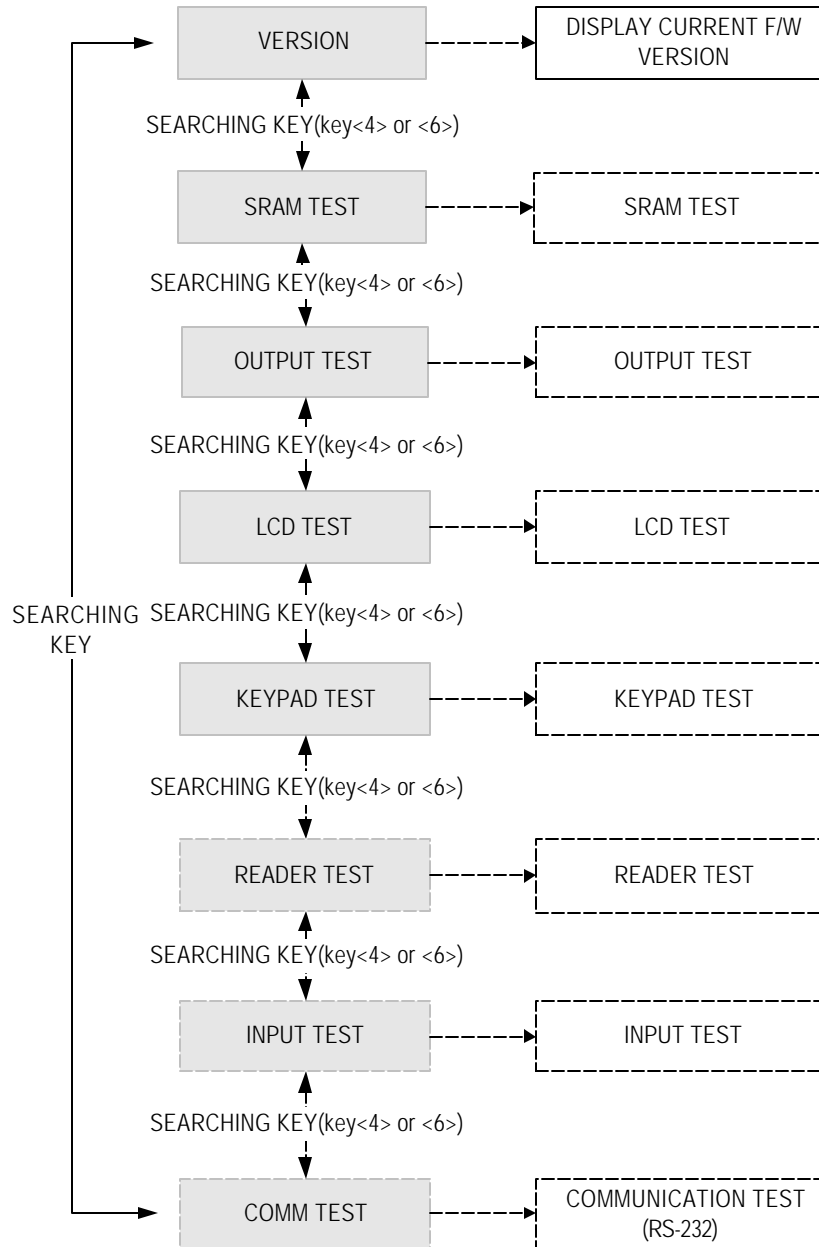 VERSION
DISPLAY CURRENT F/W
VERSION
SEARCHING KEY(key<4> or <6>)
SRAM TEST
SRAM TEST
SEARCHING KEY(key<4> or <6>)
OUTPUT TEST
OUTPUT TEST
SEARCHING KEY(key<4> or <6>)
LCD TEST
LCD TEST
SEARCHING KEY(key<4> or <6>)
SEARCHING
KEY
KEYPAD TEST
KEYPAD TEST
SEARCHING KEY(key<4> or <6>)
READER TEST
READER TEST
SEARCHING KEY(key<4> or <6>)
INPUT TEST
INPUT TEST
SEARCHING KEY(key<4> or <6>)
COMM TEST
COMMUNICATION TEST
(RS-232)